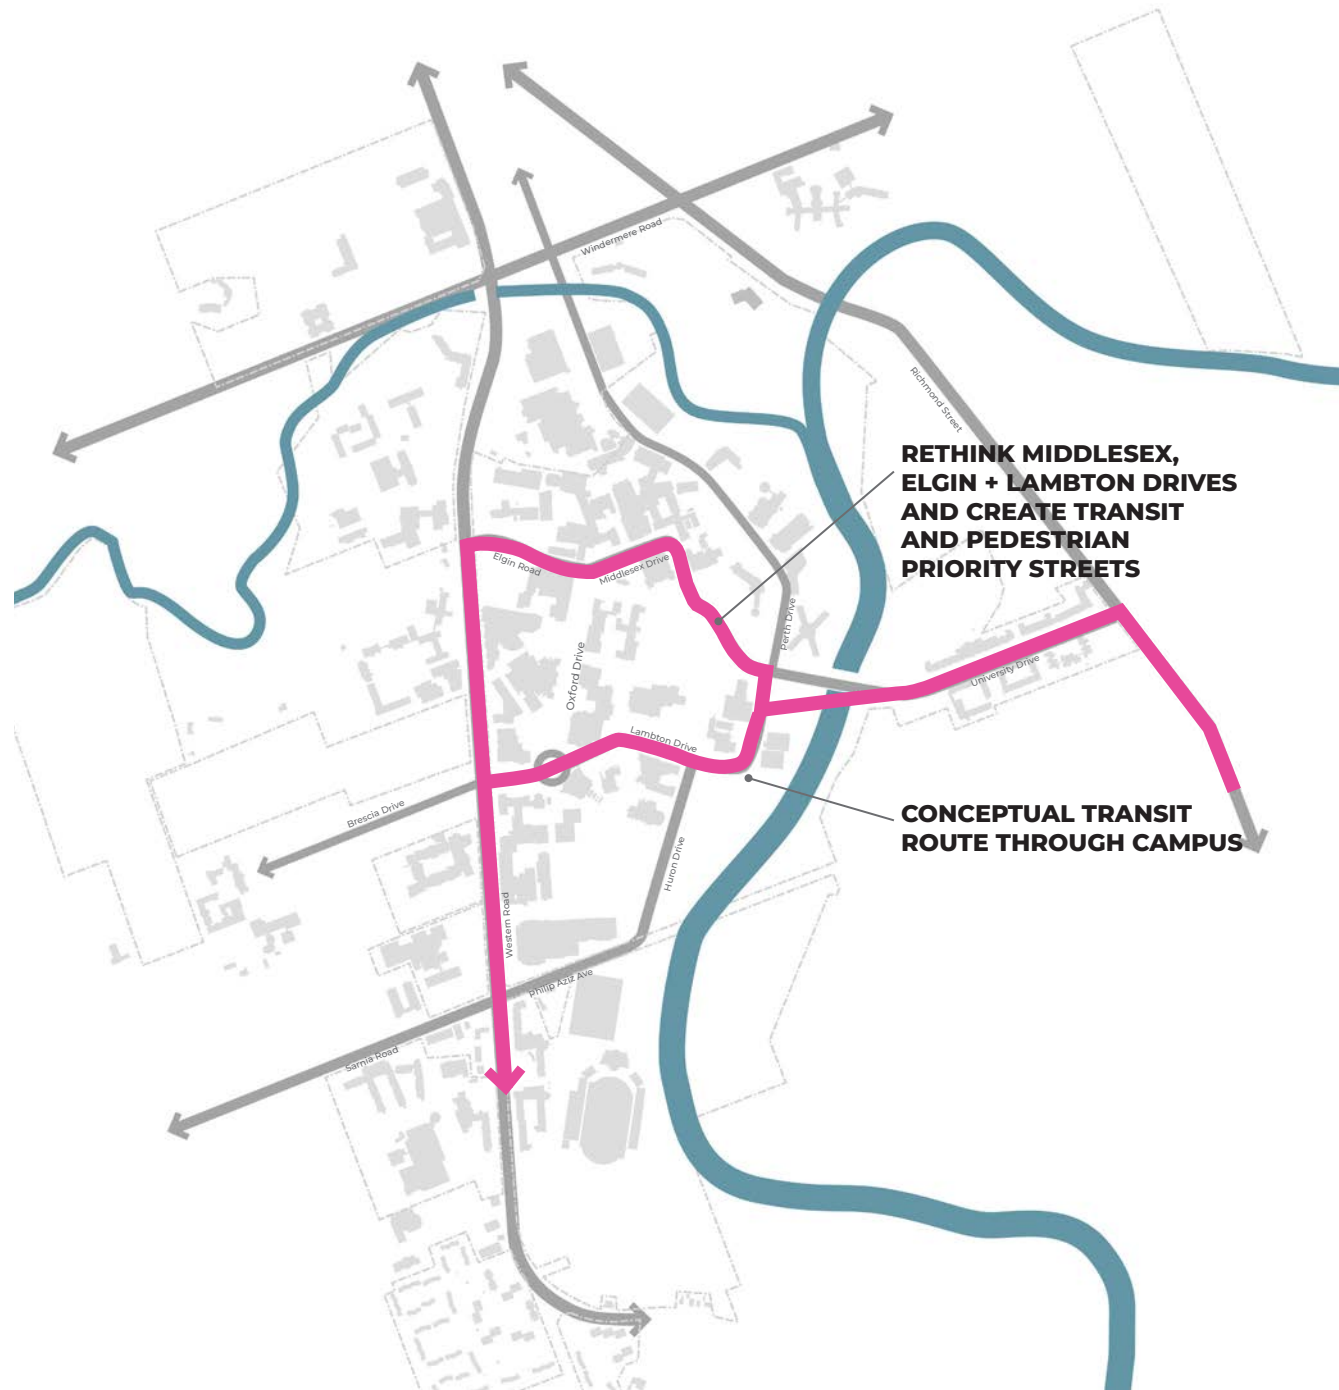 Windermere Road
Richmond Street
RETHINK MIDDLESEX,
ELGIN + LAMBTON DRIVES
AND CREATE TRANSIT
AND PEDESTRIAN
PRIORITY STREETS
Elgin Road
Middlesex Drive
Perth Drive
University Drive
Oxford Drive
Lambton Drive
Brescia Drive
CONCEPTUAL TRANSIT
ROUTE THROUGH CAMPUS
Huron Drive
Western Road
Philip Aziz Ave
Sarnia Road